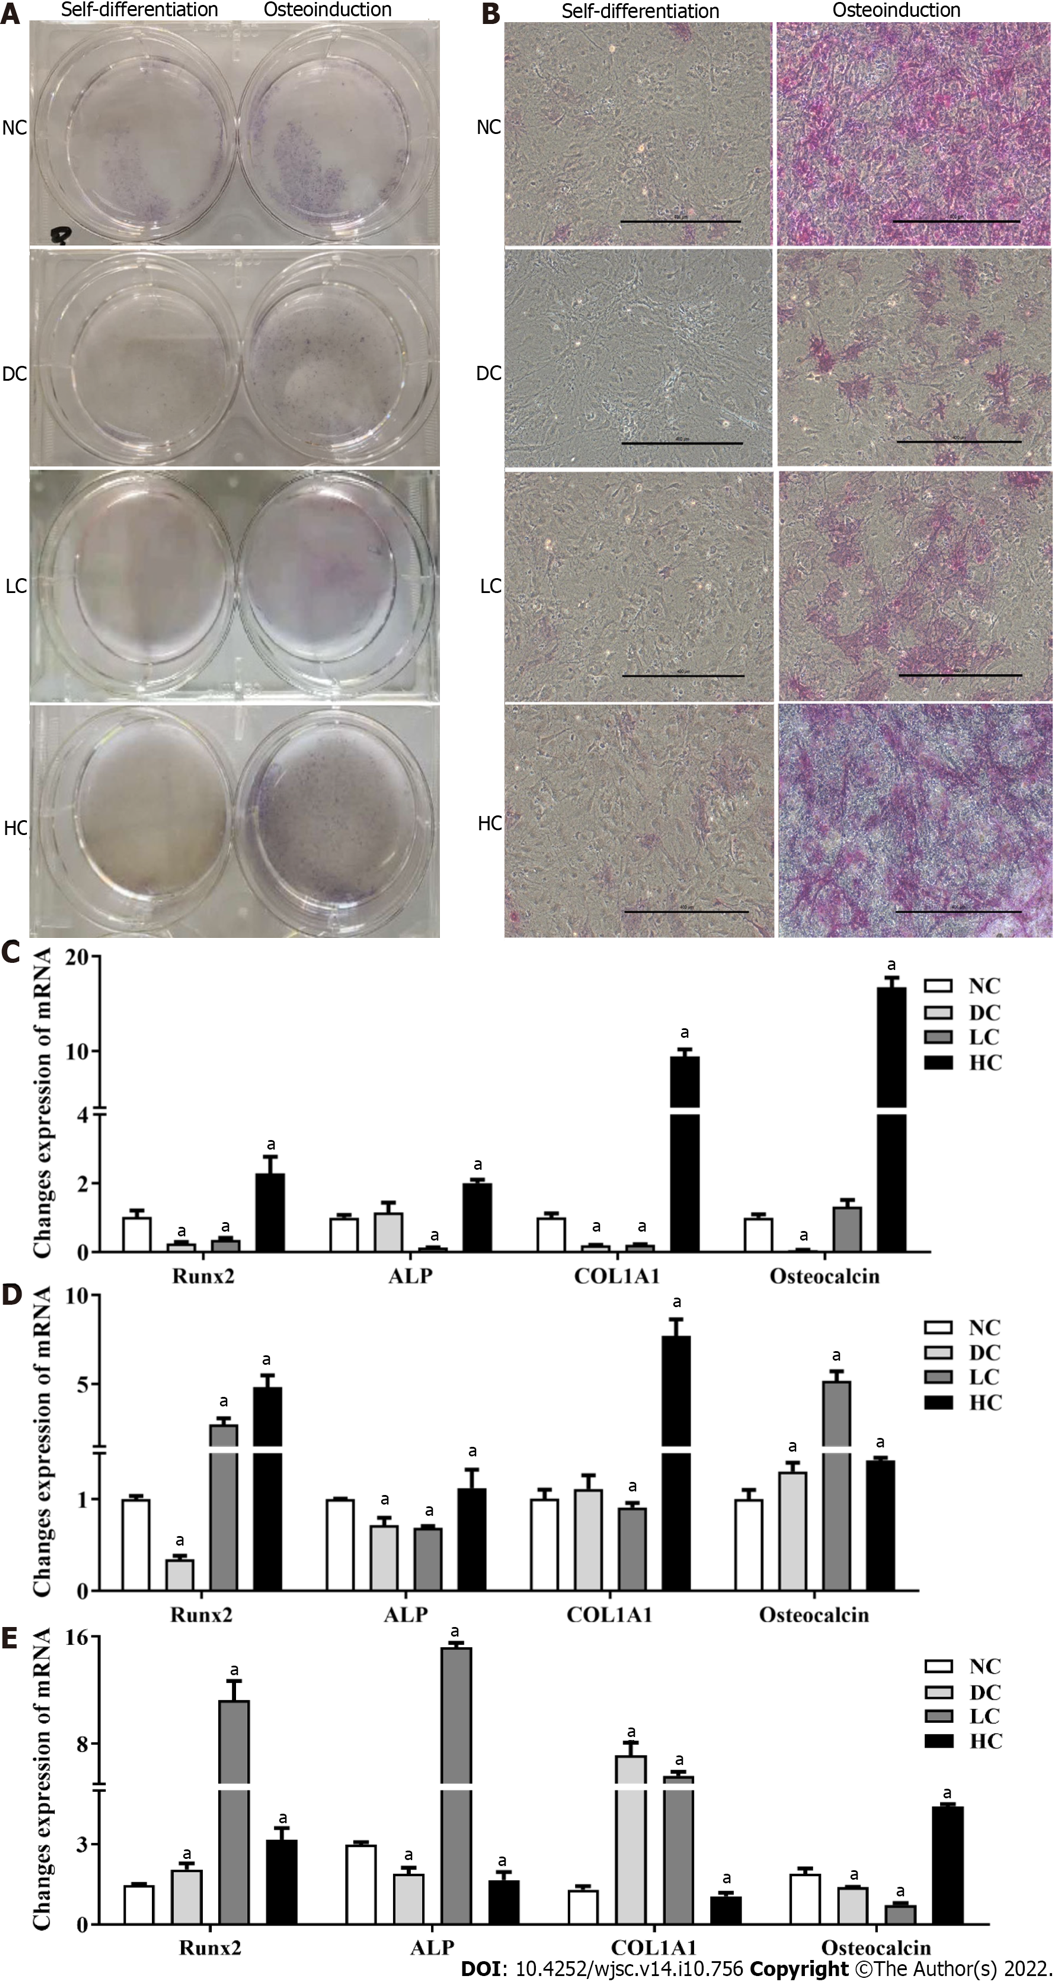 A Self-differentiation Osteoinduction B Self-differentiation Osteoinduction
NC NC
DC DC
LC LC
HC HC
C
Changes expression of mRNA
20
10
4
2
0
a a a a a a a a a a
NC
DC
LC
HC
Runx2 ALP COL1A1 Osteocalcin
D
Changes expression of mRNA
10
5
1
0
a a a a a a a a a a a
NC
DC
LC
HC
Runx2 ALP COL1A1 Osteocalcin
E
Changes expression of mRNA
16
8
3
0
a a a a a a a a a a a a
NC
DC
LC
HC
Runx2 ALP COL1A1 Osteocalcin
DOI: 10.4252/wjsc.v14.i10.756 Copyright ©The Author(s) 2022.